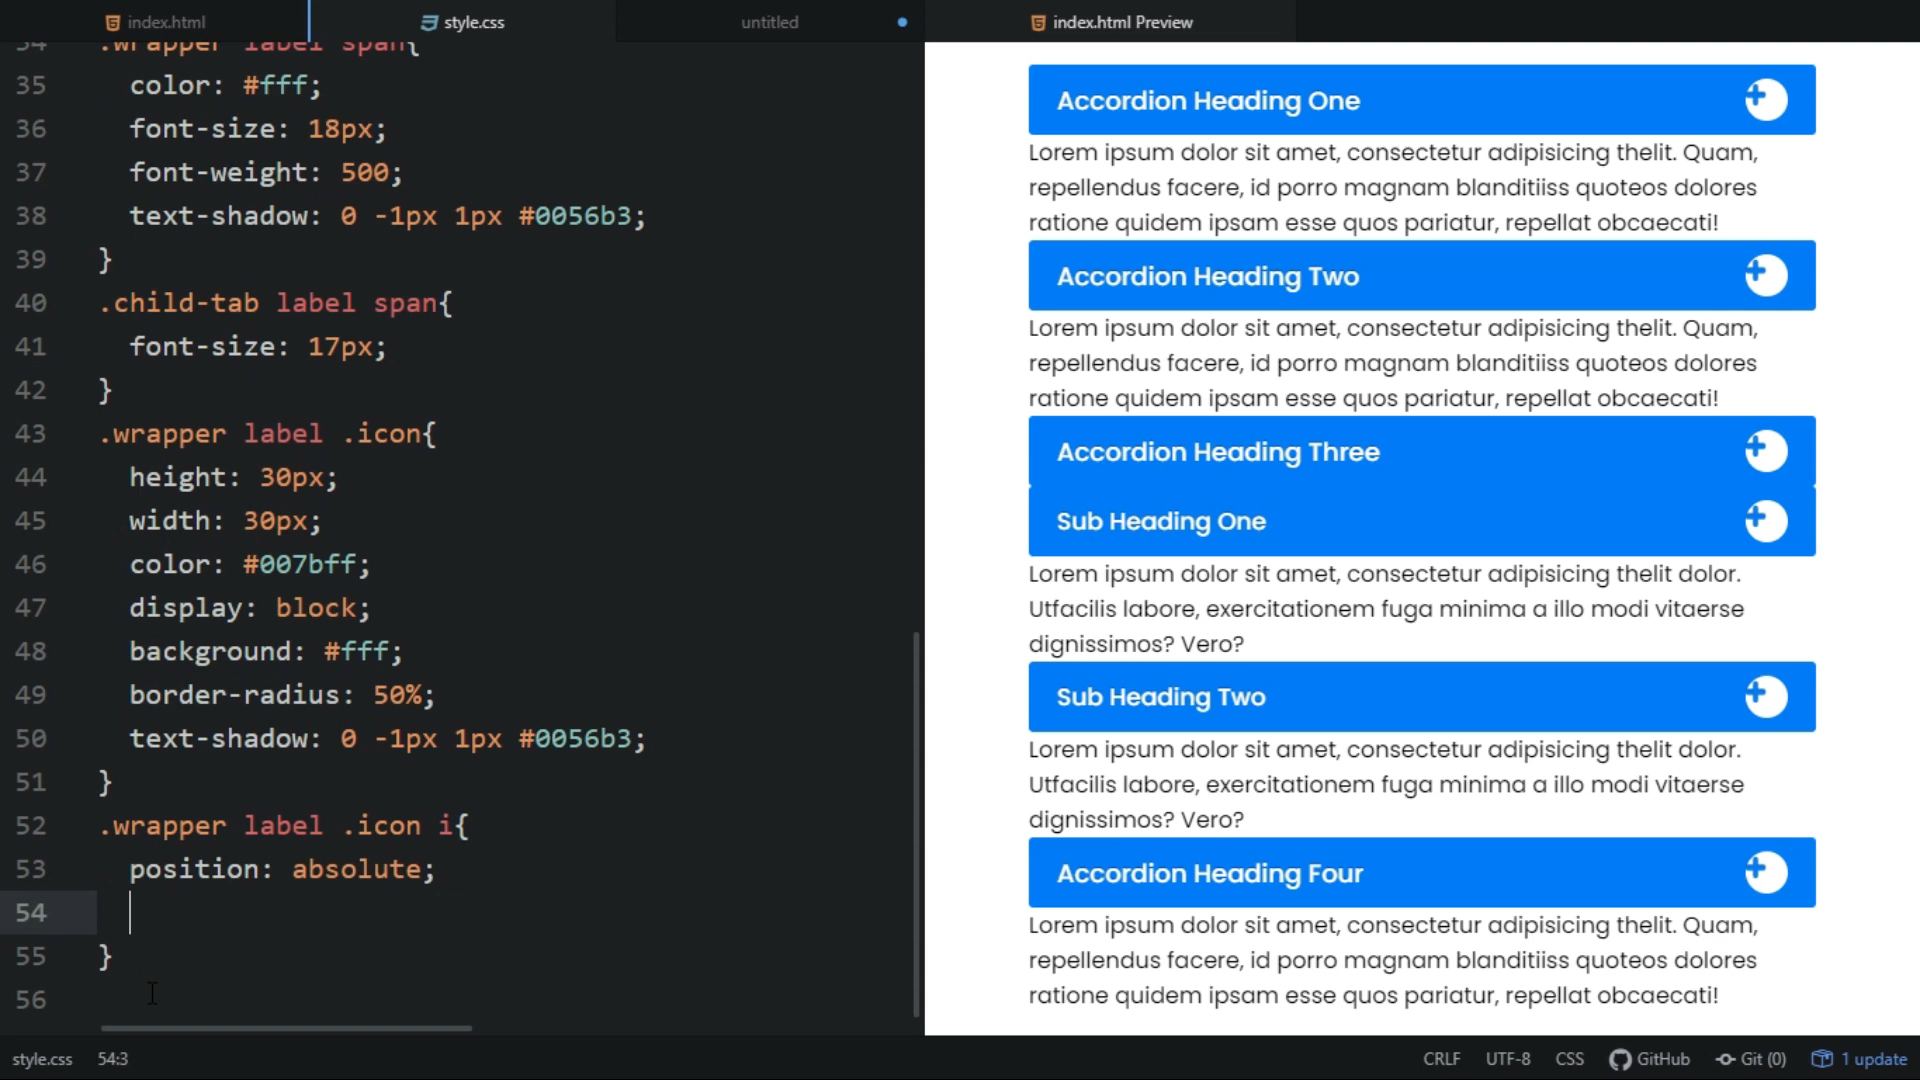 index.html
style.css
untitled
index.html Preview
34 .wrapper label span{
35 color: #fff;
36 font-size: 18px;
37 font-weight: 500;
38 text-shadow: 0 -1px 1px #0056b3;
39 }
40 .child-tab label span{
41 font-size: 17px;
42 }
43 .wrapper label .icon{
44 height: 30px;
45 width: 30px;
46 color: #007bff;
47 display: block;
48 background: #fff;
49 border-radius: 50%;
50 text-shadow: 0 -1px 1px #0056b3;
51 }
52 .wrapper label .icon i{
53 position: absolute;
54
55 }
56
Accordion Heading One
Lorem ipsum dolor sit amet, consectetur adipisicing thelit. Quam,
repellendus facere, id porro magnam blanditiiss quoteos dolores
ratione quidem ipsam esse quos pariatur, repellat obcaecati!
Accordion Heading Two
Lorem ipsum dolor sit amet, consectetur adipisicing thelit. Quam,
repellendus facere, id porro magnam blanditiiss quoteos dolores
ratione quidem ipsam esse quos pariatur, repellat obcaecati!
Accordion Heading Three
Sub Heading One
Lorem ipsum dolor sit amet, consectetur adipisicing thelit dolor.
Utfacilis labore, exercitationem fuga minima a illo modi vitaerse
dignissimos? Vero?
Sub Heading Two
Lorem ipsum dolor sit amet, consectetur adipisicing thelit dolor.
Utfacilis labore, exercitationem fuga minima a illo modi vitaerse
dignissimos? Vero?
Accordion Heading Four
Lorem ipsum dolor sit amet, consectetur adipisicing thelit. Quam,
repellendus facere, id porro magnam blanditiiss quoteos dolores
ratione quidem ipsam esse quos pariatur, repellat obcaecati!
style.css 54:3
CRLF UTF-8 CSS GitHub Git (0) 1 update